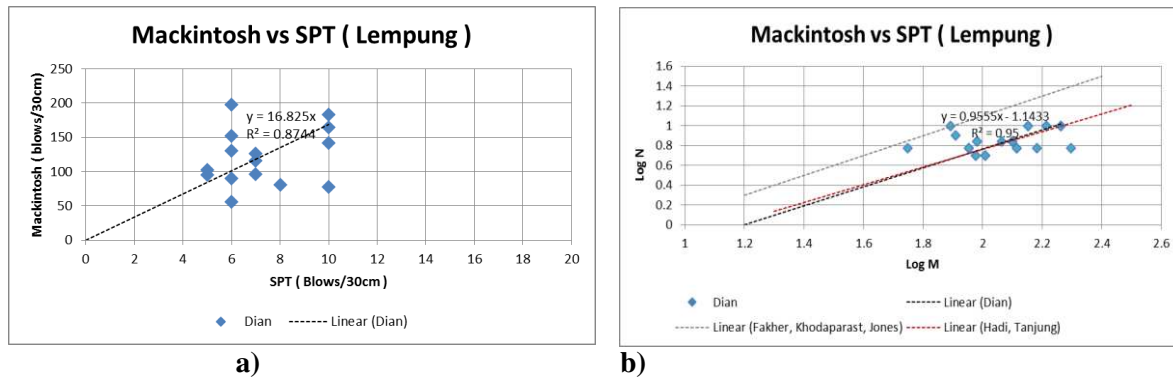 Mackintosh vs SPT ( Lempung )
Mackintosh ( blows/30cm )
250
200
150
100
50
0
y = 16.825x
R² = 0.8744
0 2 4 6 8 10 12 14 16 18 20
SPT ( Blows/30cm )
Dian Linear (Dian)
a)
Mackintosh vs SPT ( Lempung )
Log N
1.6
1.4
1.2
1
0.8
0.6
0.4
0.2
0
y = 0,9555x - 1.1433
R² = 0.95
1 1.2 1.4 1.6 1.8 2 2.2 2.4 2.6
Log M
Dian Linear (Dian)
Linear (Fakher, Khodaparast, Jones) Linear (Hadi, Tanjung)
b)